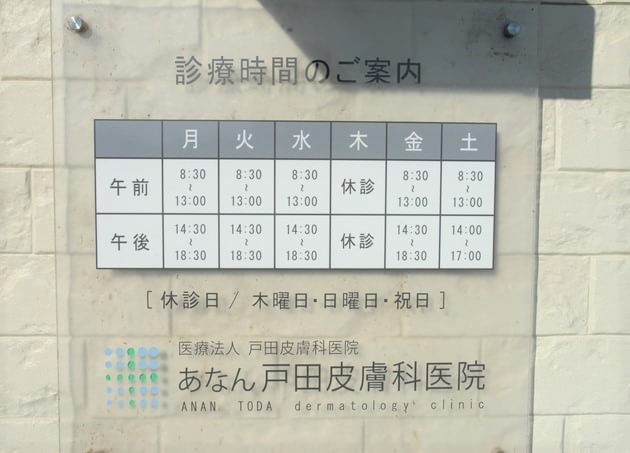 診療時間のご案内
月 火 水 木 金 土
午前 8:30~13:00 8:30~13:00 8:30~13:00 休診 8:30~13:00 8:30~13:00
午後 14:30~18:30 14:30~18:30 14:30~18:30 休診 14:30~18:30 14:00~17:00
[ 休診日 / 木曜日・日曜日・祝日 ]
医療法人 戸田皮膚科医院
あなん戸田皮膚科医院
ANAN TODA dermatology clinic